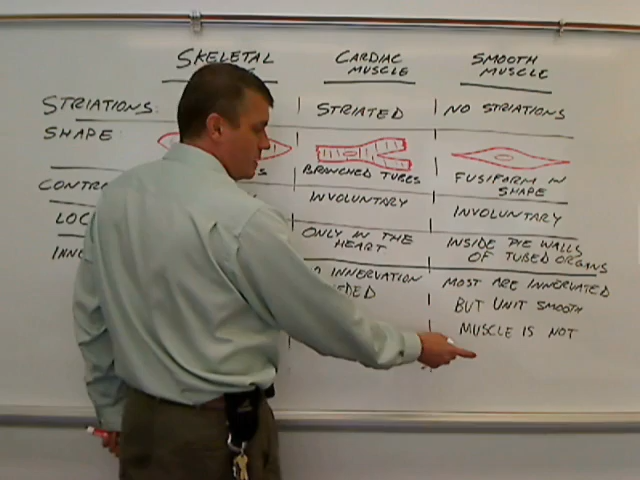 SKELETAL
CARDIAC
MUSCLE
SMOOTH
MUSCLE
STRIATIONS:
STRIATED
NO STRIATIONS
SHAPE
BRANCHED TUBES
FUSIFORM IN
SHAPE
INVOLUNTARY
INVOLUNTARY
ONLY IN THE
HEART
INSIDE THE WALLS
OF TUBED ORGANS
INNERVATION
MOST ARE INNERVATED
BUT UNIT SMOOTH
MUSCLE IS NOT